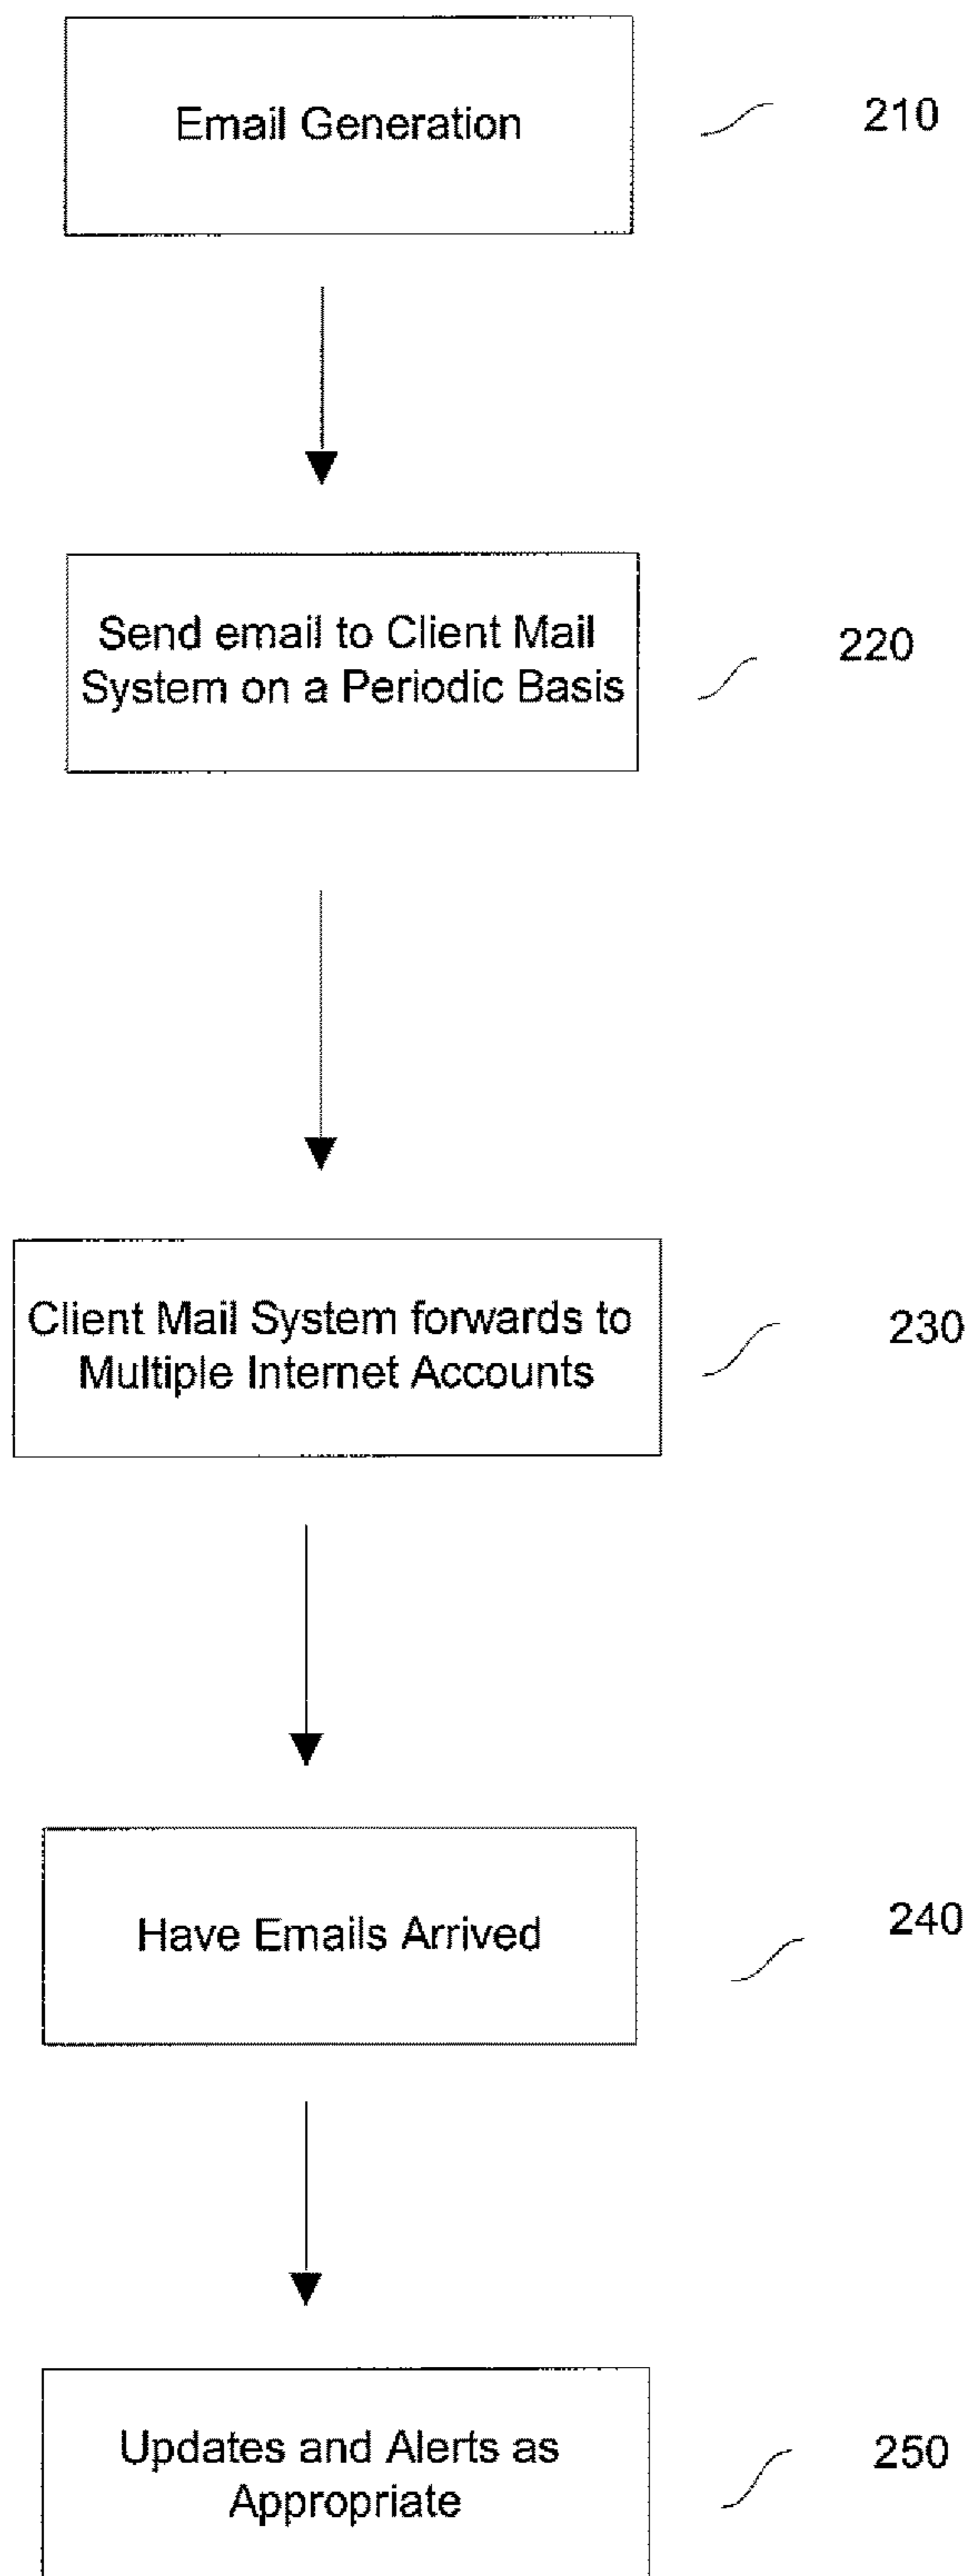 Email Generation
210
Send email to Client Mail
System on a Periodic Basis
220
Client Mail System forwards to
Multiple Internet Accounts
230
Have Emails Arrived
240
Updates and Alerts as
Appropriate
250